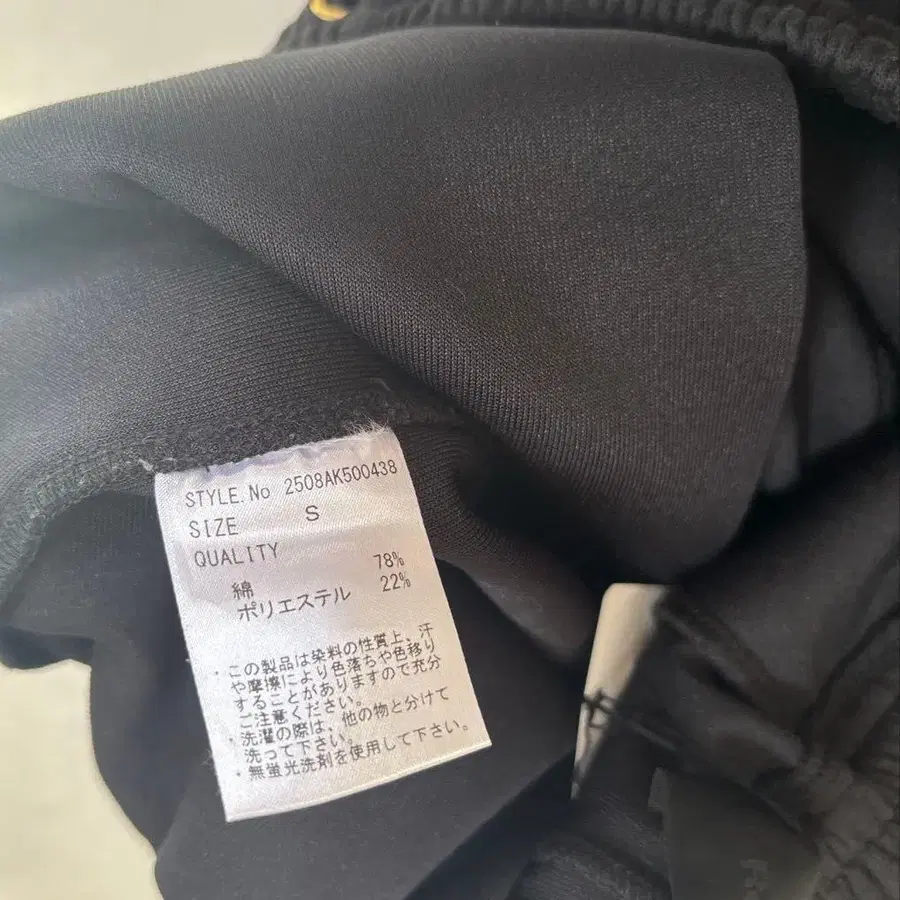 STYLE.No 2508AK500438
SIZE S
QUALITY
綿 78%
ポリエステル 22%
・この製品は染料の性質上、汗
や摩擦により色落ちや色移り
することがありますので充分
ご注意ください。
・洗濯の際は、他の物と分けて
洗って下さい。
・無蛍光洗剤を使用して下さい。